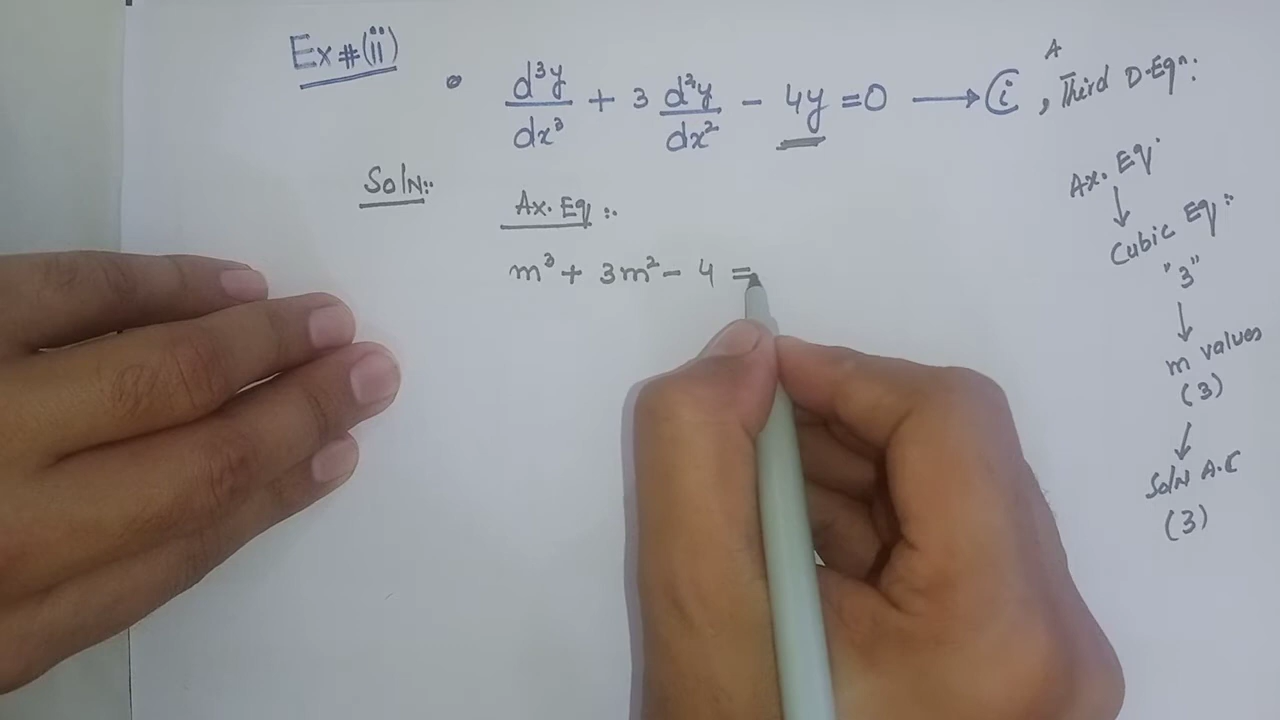 Ex#(ii)
d³y/dx³ + 3 d²y/dx² - 4y = 0 → (i), A Third D.Eqⁿ:
Soln:
Ax. Eq:.
m³ + 3m² - 4 =
Ax. Eq.
↓
Cubic Eq:
"3"
↓
m values
(3)
↓
Soln A.C
(3)